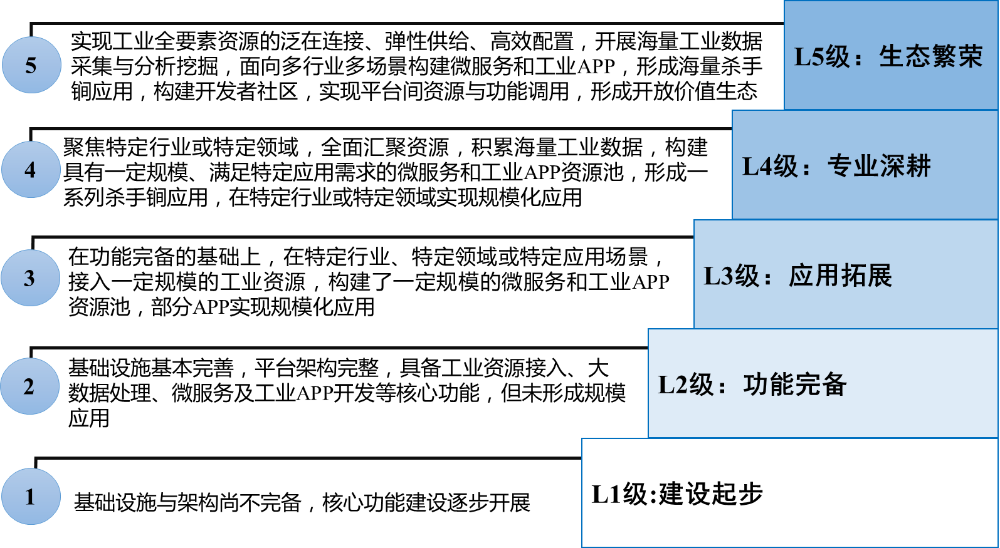 5
实现工业全要素资源的泛在连接、弹性供给、高效配置，开展海量工业数据
采集与分析挖掘，面向多行业多场景构建微服务和工业APP，形成海量杀手
锏应用，构建开发者社区，实现平台间资源与功能调用，形成开放价值生态
L5级：生态繁荣
4
聚焦特定行业或特定领域，全面汇聚资源，积累海量工业数据，构建
具有一定规模、满足特定应用需求的微服务和工业APP资源池，形成一
系列杀手锏应用，在特定行业或特定领域实现规模化应用
L4级：专业深耕
3
在功能完备的基础上，在特定行业、特定领域或特定应用场景，
接入一定规模的工业资源，构建了一定规模的微服务和工业APP
资源池，部分APP实现规模化应用
L3级：应用拓展
2
基础设施基本完善，平台架构完整，具备工业资源接入、大
数据处理、微服务及工业APP开发等核心功能，但未形成规模
应用
L2级：功能完备
1
基础设施与架构尚不完备，核心功能建设逐步开展
L1级:建设起步